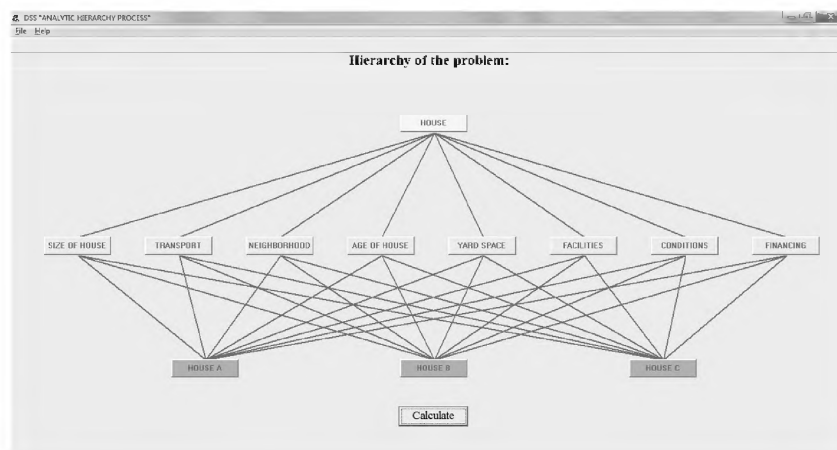 DSS "ANALYTIC HIERARCHY PROCESS"
File Help
Hierarchy of the problem:
HOUSE
SIZE OF HOUSE TRANSPORT NEIGHBORHOOD AGE OF HOUSE YARD SPACE FACILITIES CONDITIONS FINANCING
HOUSE A HOUSE B HOUSE C
Calculate